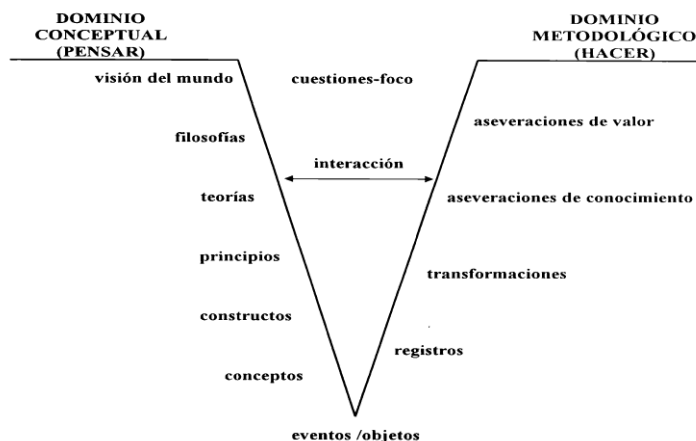 DOMINIO
CONCEPTUAL
(PENSAR)
DOMINIO
METODOLÓGICO
(HACER)
visión del mundo
cuestiones-foco
aseveraciones de valor
filosofías
interacción
teorías
aseveraciones de conocimiento
principios
transformaciones
constructos
registros
conceptos
eventos /objetos